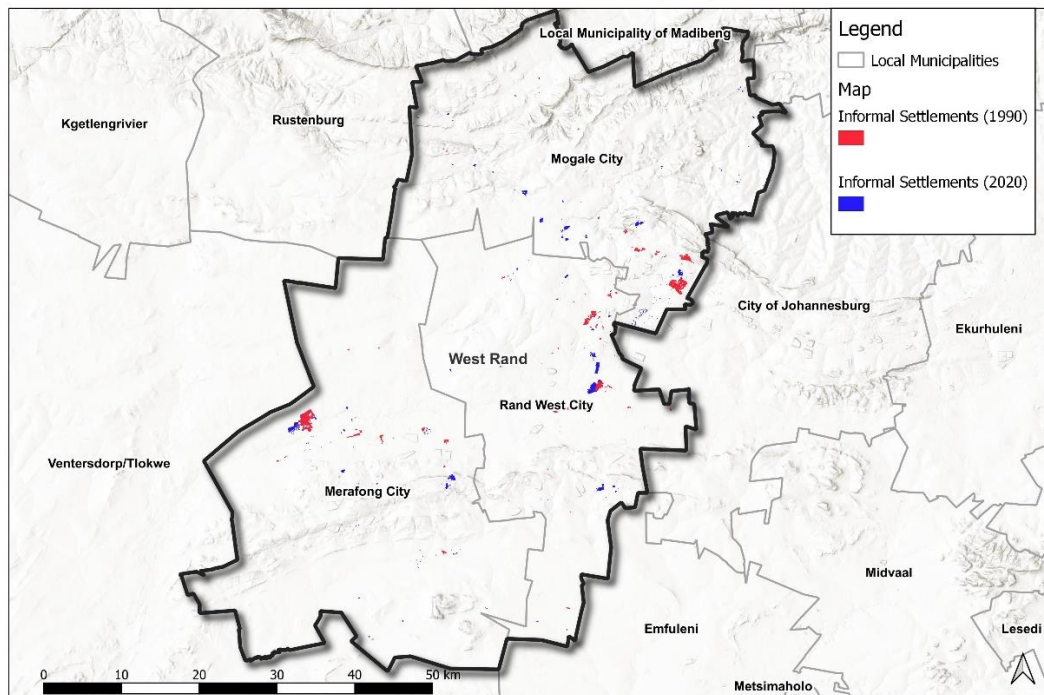 Local Municipality of Madibeng
Legend
Local Municipalities
Map
Informal Settlements (1990)
Informal Settlements (2020)
Kgetlengrivier
Rustenburg
Mogale City
City of Johannesburg
Ekurhuleni
West Rand
Rand West City
Ventersdorp/Tlokwe
Merafong City
Midvaal
Emfuleni
Lesedi
0 10 20 30 40 50 km
Metsimaholo